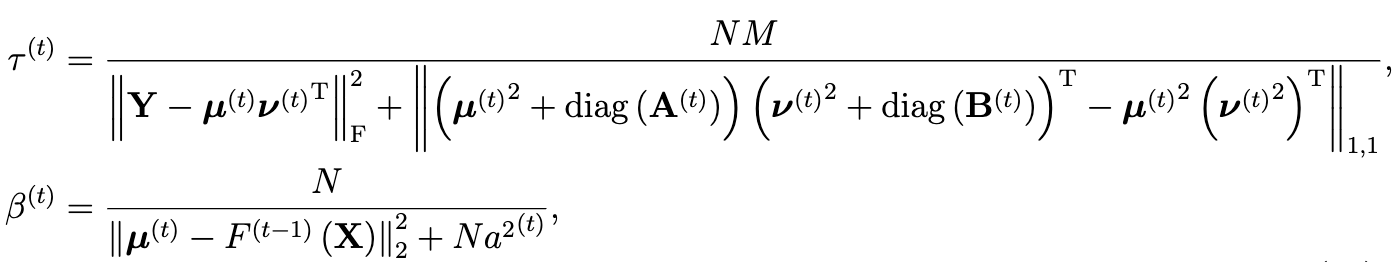 $\tau^{(t)} = \frac{NM}{\left\|\mathbf{Y} - \boldsymbol{\mu}^{(t)} \boldsymbol{\nu}^{(t)^{\mathrm{T}}}\right\|_{\mathrm{F}}^{2} + \left\|\left(\boldsymbol{\mu}^{(t)^2} + \mathrm{diag}\left(\mathbf{A}^{(t)}\right)\right)\left(\boldsymbol{\nu}^{(t)^2} + \mathrm{diag}\left(\mathbf{B}^{(t)}\right)\right)^{\mathrm{T}} - \boldsymbol{\mu}^{(t)^2}\left(\boldsymbol{\nu}^{(t)^2}\right)^{\mathrm{T}}\right\|_{1,1}},$
$\beta^{(t)} = \frac{N}{\left\|\boldsymbol{\mu}^{(t)} - F^{(t-1)}\left(\mathbf{X}\right)\right\|_{2}^{2} + N{a^2}^{(t)}},$